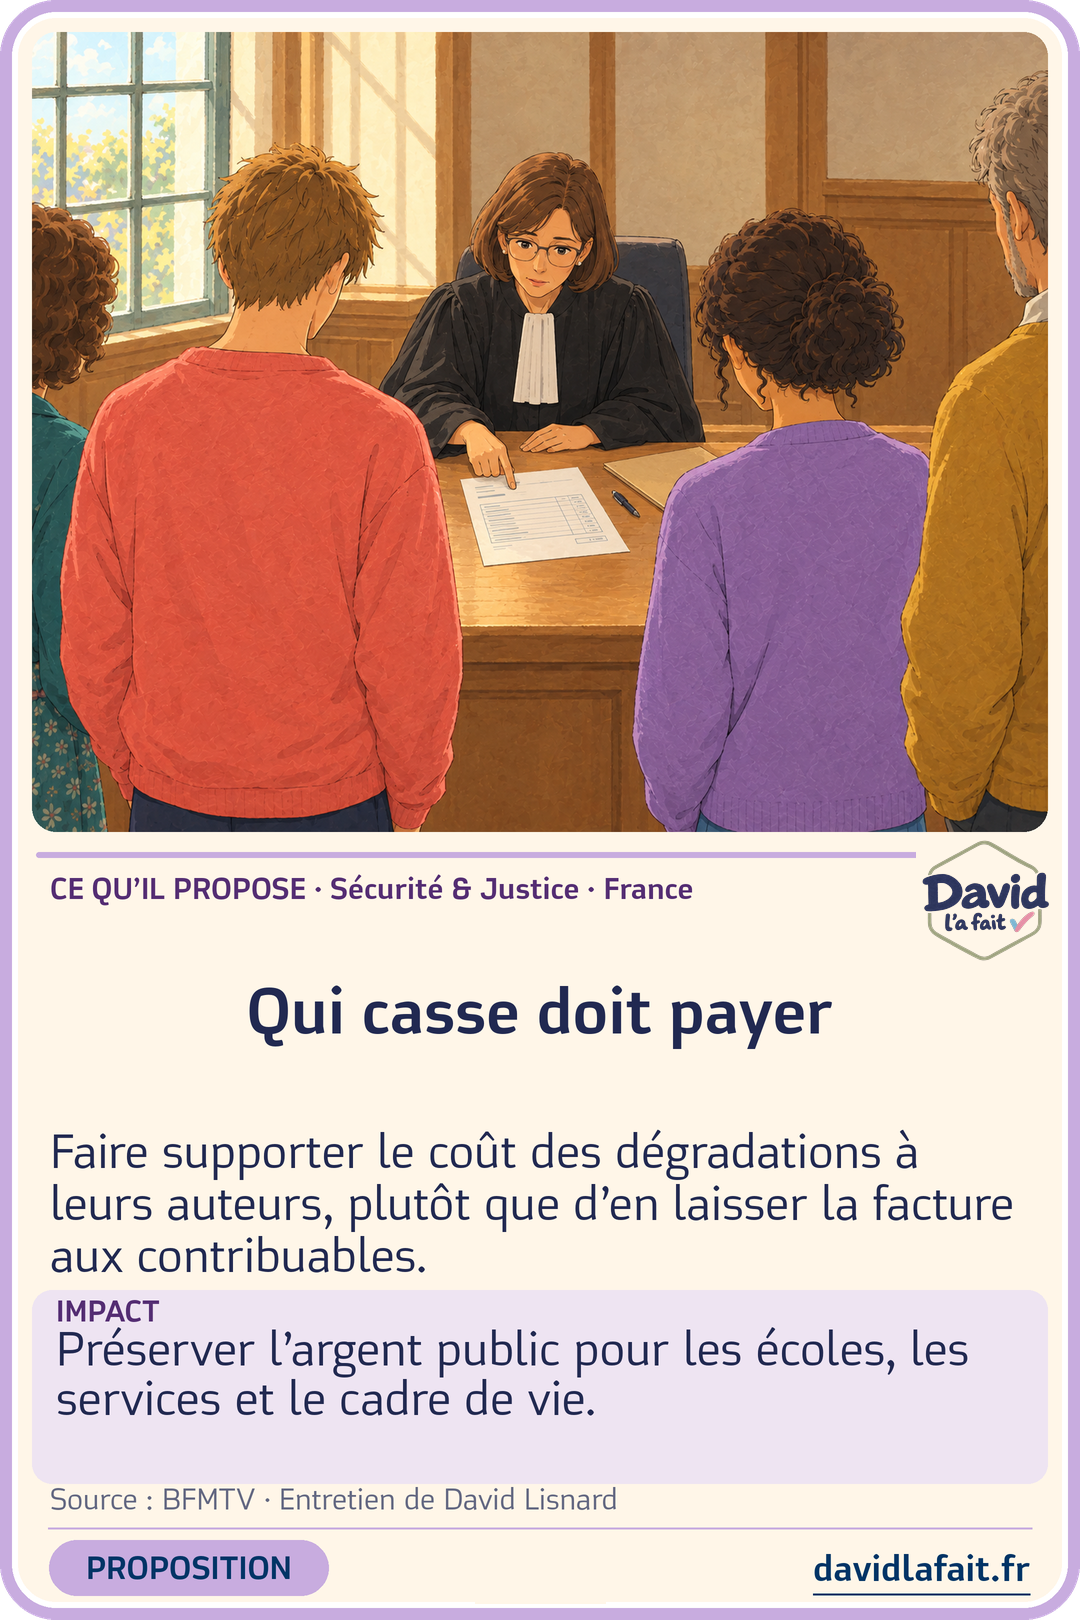 CE QU’IL PROPOSE · Sécurité & Justice · France
David
l’a fait
Qui casse doit payer
Faire supporter le coût des dégradations à
leurs auteurs, plutôt que d’en laisser la facture
aux contribuables.
IMPACT
Préserver l’argent public pour les écoles, les
services et le cadre de vie.
Source : BFMTV · Entretien de David Lisnard
PROPOSITION
davidlafait.fr